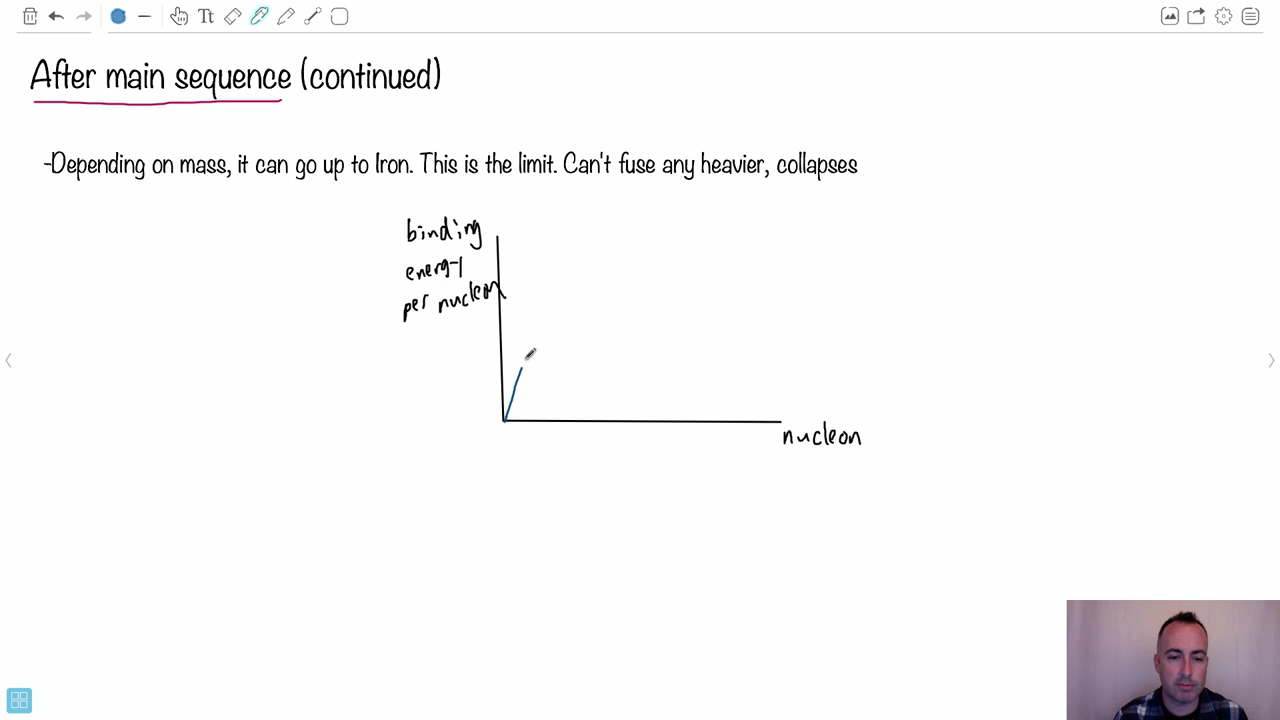 After main sequence (continued)
-Depending on mass, it can go up to Iron. This is the limit. Can't fuse any heavier, collapses
binding
energy
per nucleon
nucleon